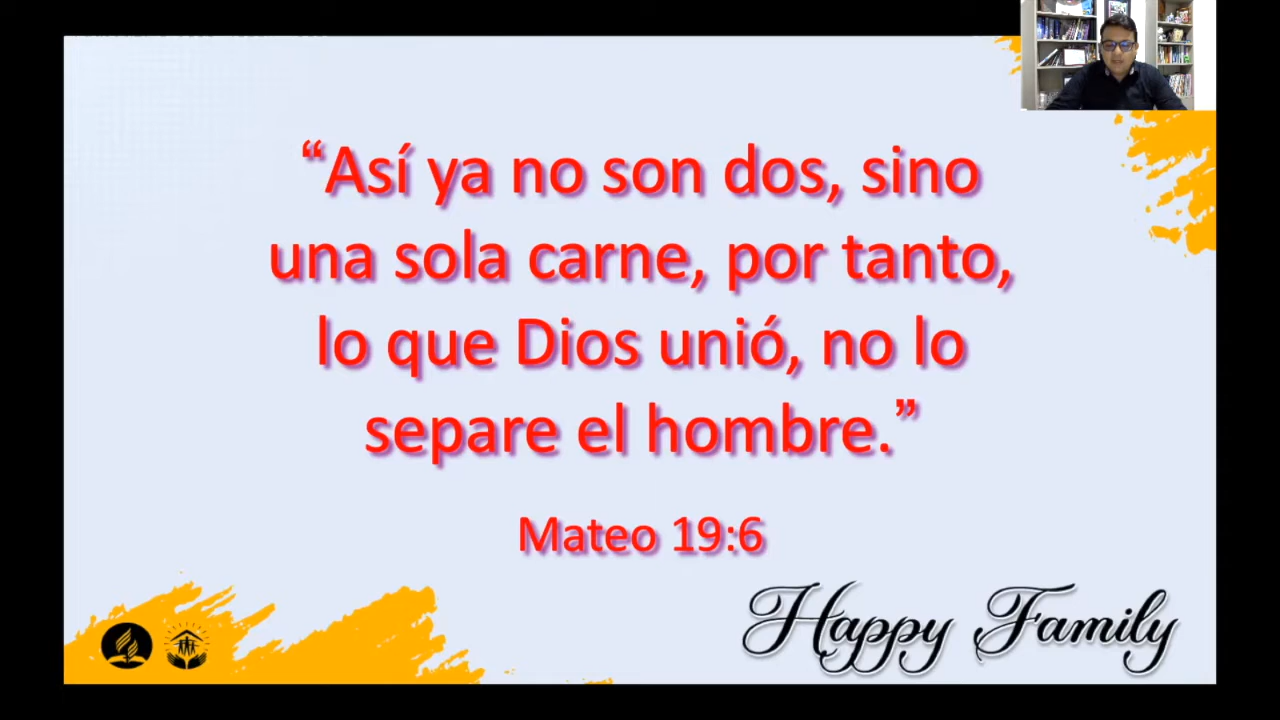 “Así ya no son dos, sino
una sola carne, por tanto,
lo que Dios unió, no lo
separe el hombre.”
Mateo 19:6
Happy Family